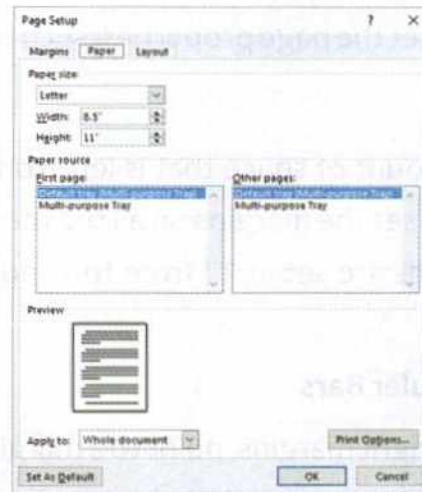 Page Setup ? ×
Margins Paper Layout
Paper size:
Letter
Width: 8.5"
Height: 11"
Paper source
First page: Other pages:
Default tray (Multi-purpose Tray) Default tray (Multi-purpose Tray)
Multi-purpose Tray Multi-purpose Tray
Preview
Apply to: Whole document Print Options...
Set As Default OK Cancel